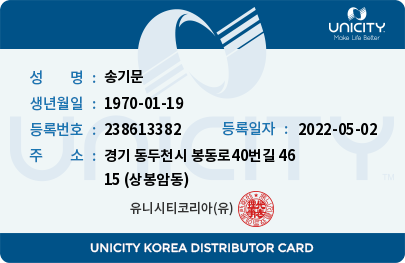 UNICITY
Make Life Better
성 명 : 송기문
생년월일 : 1970-01-19
등록번호 : 238613382 등록일자 : 2022-05-02
주 소 : 경기 동두천시 봉동로40번길 46
15 (상봉암동)
유니시티코리아(유)
UNICITY
UNICITY KOREA DISTRIBUTOR CARD